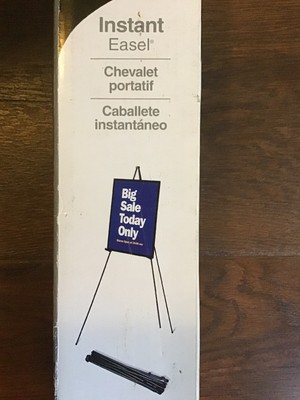 Instant
Easel®
Chevalet
portatif
Caballete
instantáneo
Big
Sale
Today
Only